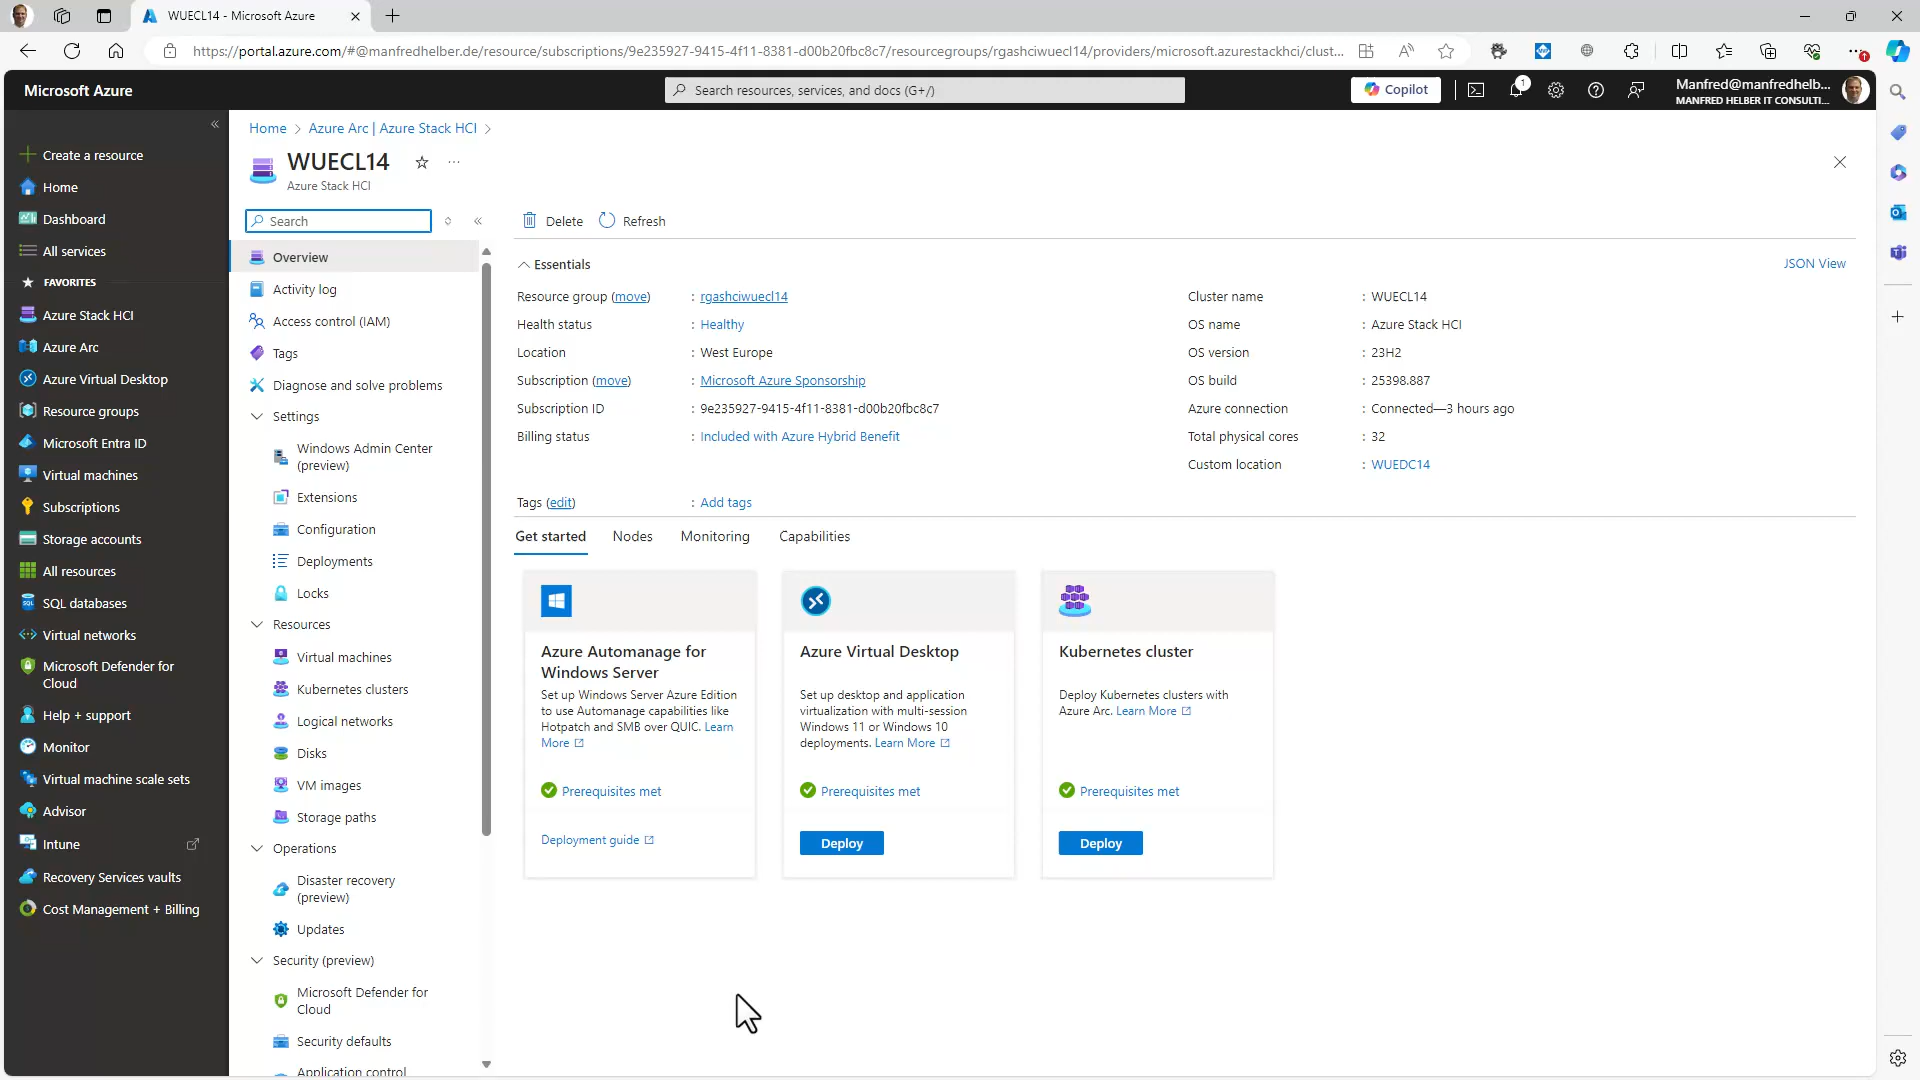 WUECL14 - Microsoft Azure
https://portal.azure.com/#@manfredhelber.de/resource/subscriptions/9e235927-9415-4f11-8381-d00b20fbc8c7/resourcegroups/rgashciwuecl14/providers/microsoft.azurestackhci/clust...
Microsoft Azure
Search resources, services, and docs (G+/)
Copilot
1
Manfred@manfredhelb...
MANFRED HELBER IT CONSULTI...
Create a resource
Home
Dashboard
All services
FAVORITES
Azure Stack HCI
Azure Arc
Azure Virtual Desktop
Resource groups
Microsoft Entra ID
Virtual machines
Subscriptions
Storage accounts
All resources
SQL databases
Virtual networks
Microsoft Defender for
Cloud
Help + support
Monitor
Virtual machine scale sets
Advisor
Intune
Recovery Services vaults
Cost Management + Billing
Home > Azure Arc | Azure Stack HCI >
WUECL14
Azure Stack HCI
Search
Overview
Activity log
Access control (IAM)
Tags
Diagnose and solve problems
Settings
Windows Admin Center
(preview)
Extensions
Configuration
Deployments
Locks
Resources
Virtual machines
Kubernetes clusters
Logical networks
Disks
VM images
Storage paths
Operations
Disaster recovery
(preview)
Updates
Security (preview)
Microsoft Defender for
Cloud
Security defaults
Application control
Delete
Refresh
Essentials
JSON View
Resource group (move) : rgashciwuecl14
Health status : Healthy
Location : West Europe
Subscription (move) : Microsoft Azure Sponsorship
Subscription ID : 9e235927-9415-4f11-8381-d00b20fbc8c7
Billing status : Included with Azure Hybrid Benefit
Cluster name : WUECL14
OS name : Azure Stack HCI
OS version : 23H2
OS build : 25398.887
Azure connection : Connected—3 hours ago
Total physical cores : 32
Custom location : WUEDC14
Tags (edit) : Add tags
Get started
Nodes
Monitoring
Capabilities
Azure Automanage for
Windows Server
Set up Windows Server Azure Edition
to use Automanage capabilities like
Hotpatch and SMB over QUIC. Learn
More
Prerequisites met
Deployment guide
Azure Virtual Desktop
Set up desktop and application
virtualization with multi-session
Windows 11 or Windows 10
deployments. Learn More
Prerequisites met
Deploy
Kubernetes cluster
Deploy Kubernetes clusters with
Azure Arc. Learn More
Prerequisites met
Deploy